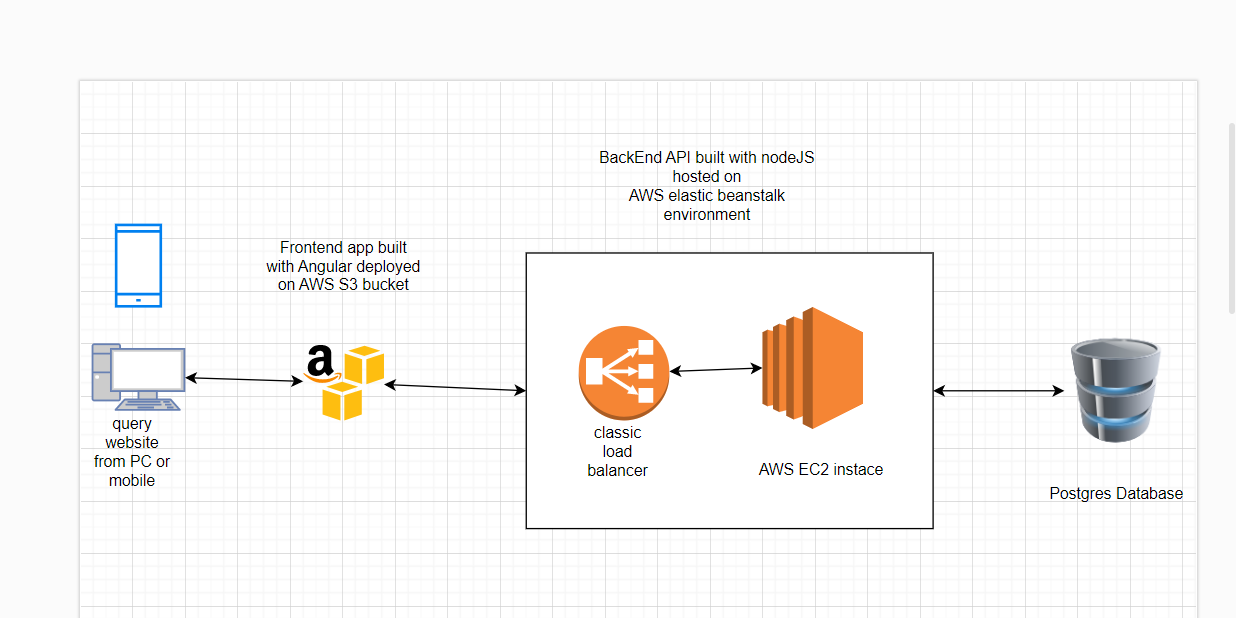 BackEnd API built with nodeJS
hosted on
AWS elastic beanstalk
environment
Frontend app built
with Angular deployed
on AWS S3 bucket
a
query
website
from PC or
mobile
classic
load
balancer
AWS EC2 instace
Postgres Database